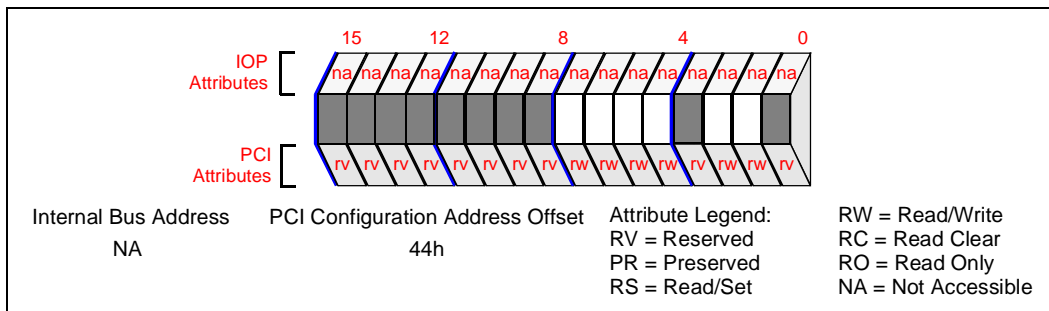 15 12 8 4 0
IOP
Attributes
na na na na na na na na na na na na na na na na
PCI
Attributes
rv rv rv rv rv rv rv rv rw rw rw rw rv rw rw rv
Internal Bus Address
NA
PCI Configuration Address Offset
44h
Attribute Legend:
RV = Reserved
PR = Preserved
RS = Read/Set
RW = Read/Write
RC = Read Clear
RO = Read Only
NA = Not Accessible